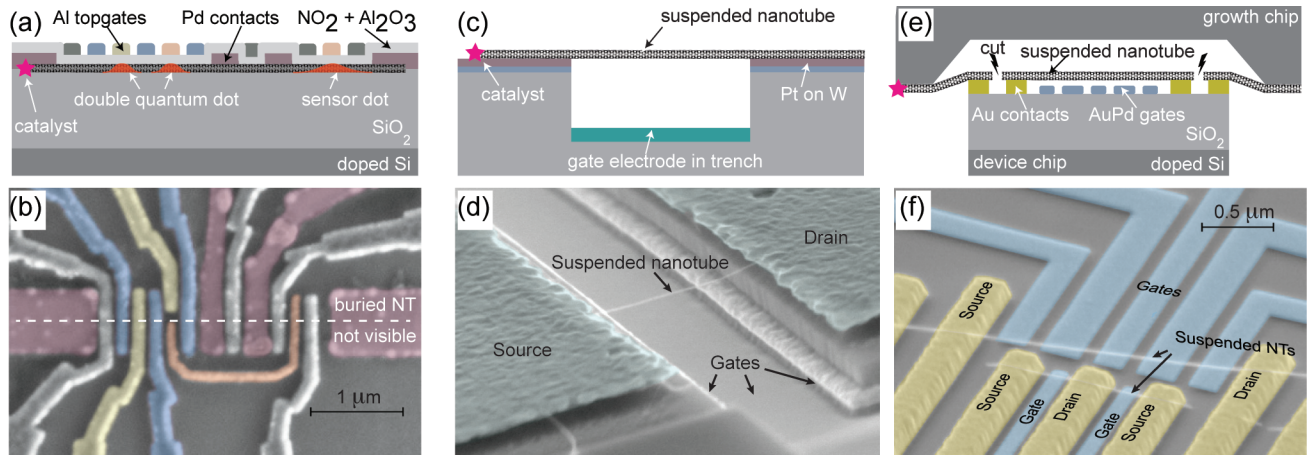 (a)
Al topgates
Pd contacts
NO2 + Al2O3
double quantum dot
sensor dot
catalyst
SiO2
doped Si
(b)
buried NT
not visible
1 μm
(c)
suspended nanotube
catalyst
Pt on W
gate electrode in trench
(d)
Drain
Suspended nanotube
Source
Gates
(e)
growth chip
cut
suspended nanotube
Au contacts
AuPd gates
SiO2
device chip
doped Si
(f)
0.5 μm
Gates
Source
Suspended NTs
Source
Gate
Drain
Gate
Source
Drain